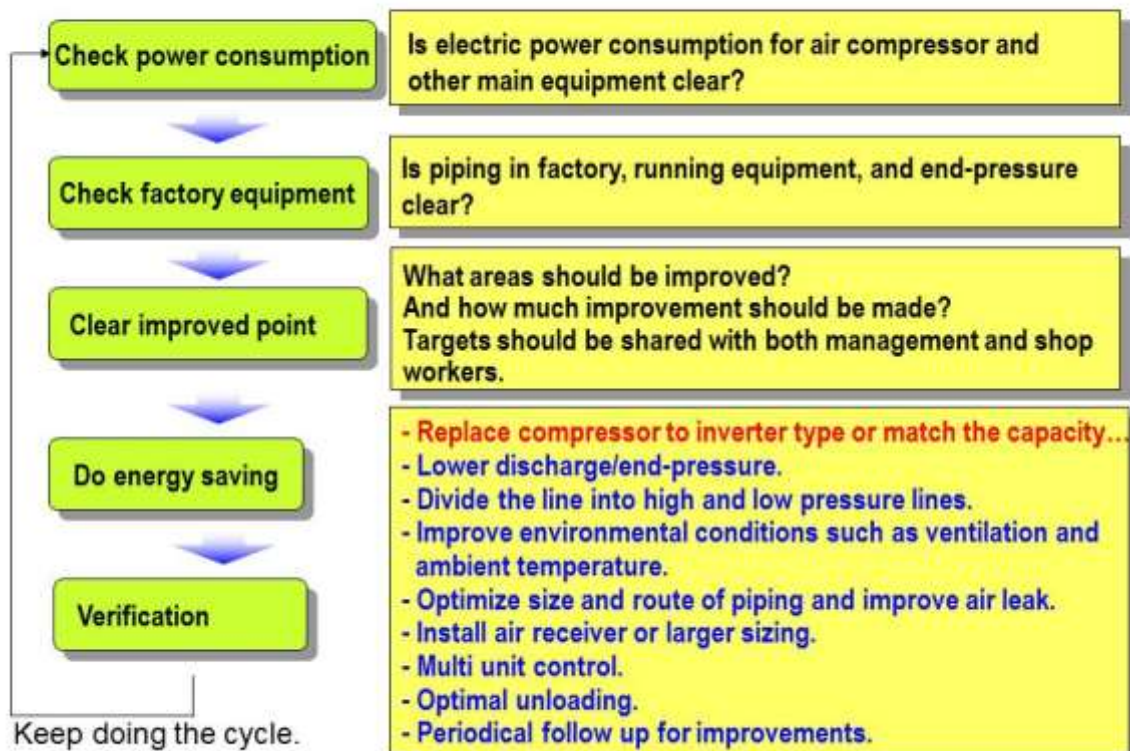 Check power consumption
Is electric power consumption for air compressor and
other main equipment clear?
Check factory equipment
Is piping in factory, running equipment, and end-pressure
clear?
Clear improved point
What areas should be improved?
And how much improvement should be made?
Targets should be shared with both management and shop
workers.
Do energy saving
Verification
- Replace compressor to inverter type or match the capacity…
- Lower discharge/end-pressure.
- Divide the line into high and low pressure lines.
- Improve environmental conditions such as ventilation and
ambient temperature.
- Optimize size and route of piping and improve air leak.
- Install air receiver or larger sizing.
- Multi unit control.
- Optimal unloading.
- Periodical follow up for improvements.
Keep doing the cycle.